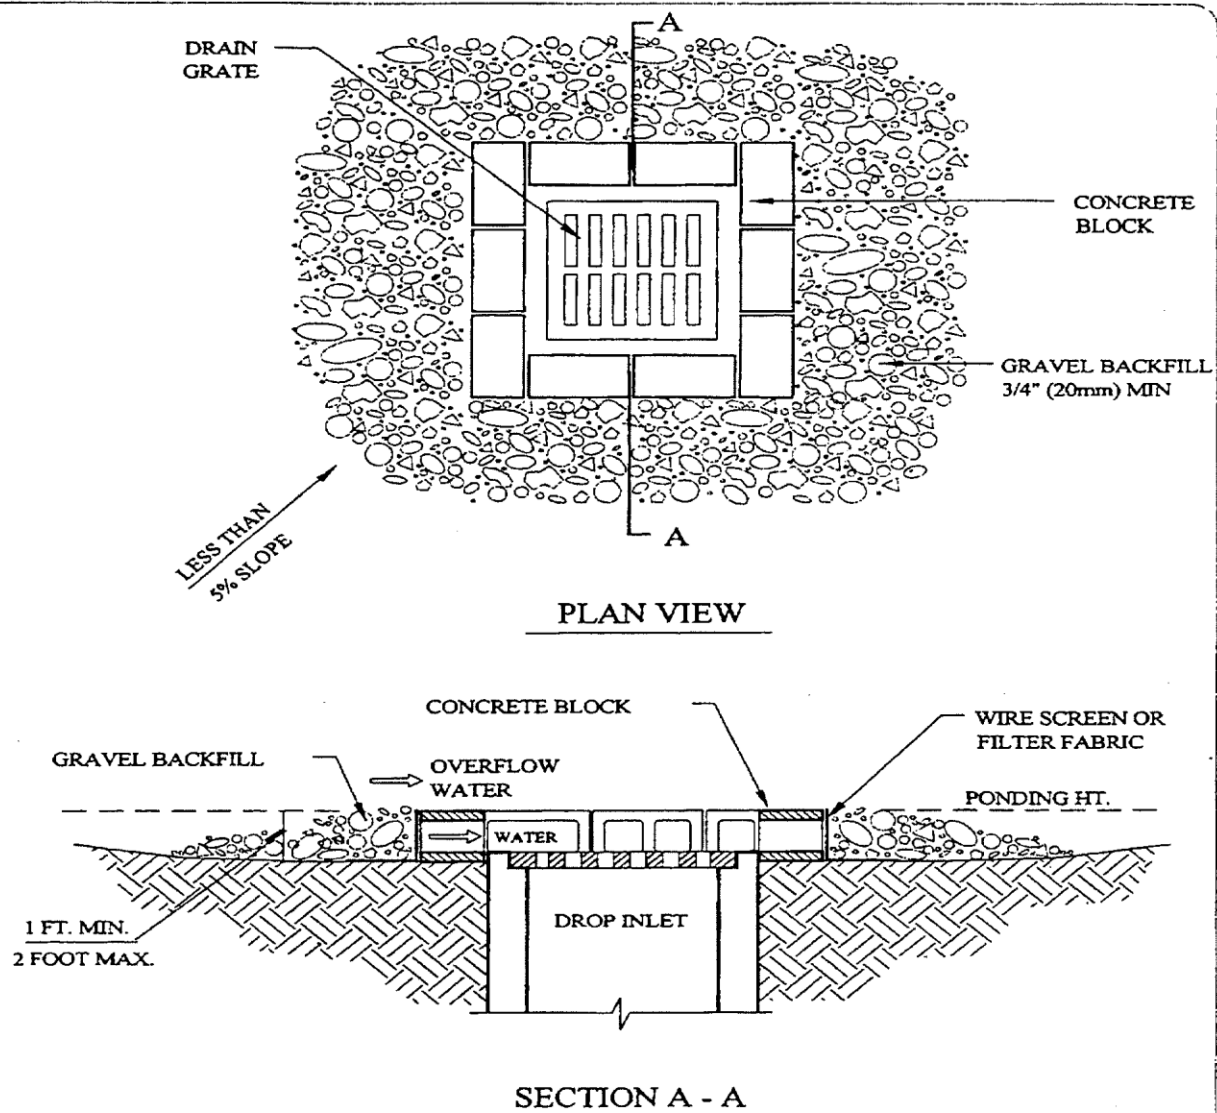 A
DRAIN
GRATE
CONCRETE
BLOCK
GRAVEL BACKFILL
3/4" (20mm) MIN
LESS THAN
5% SLOPE
A
PLAN VIEW
CONCRETE BLOCK
WIRE SCREEN OR
FILTER FABRIC
GRAVEL BACKFILL
OVERFLOW
WATER
PONDING HT.
WATER
1 FT. MIN.
2 FOOT MAX.
DROP INLET
SECTION A - A